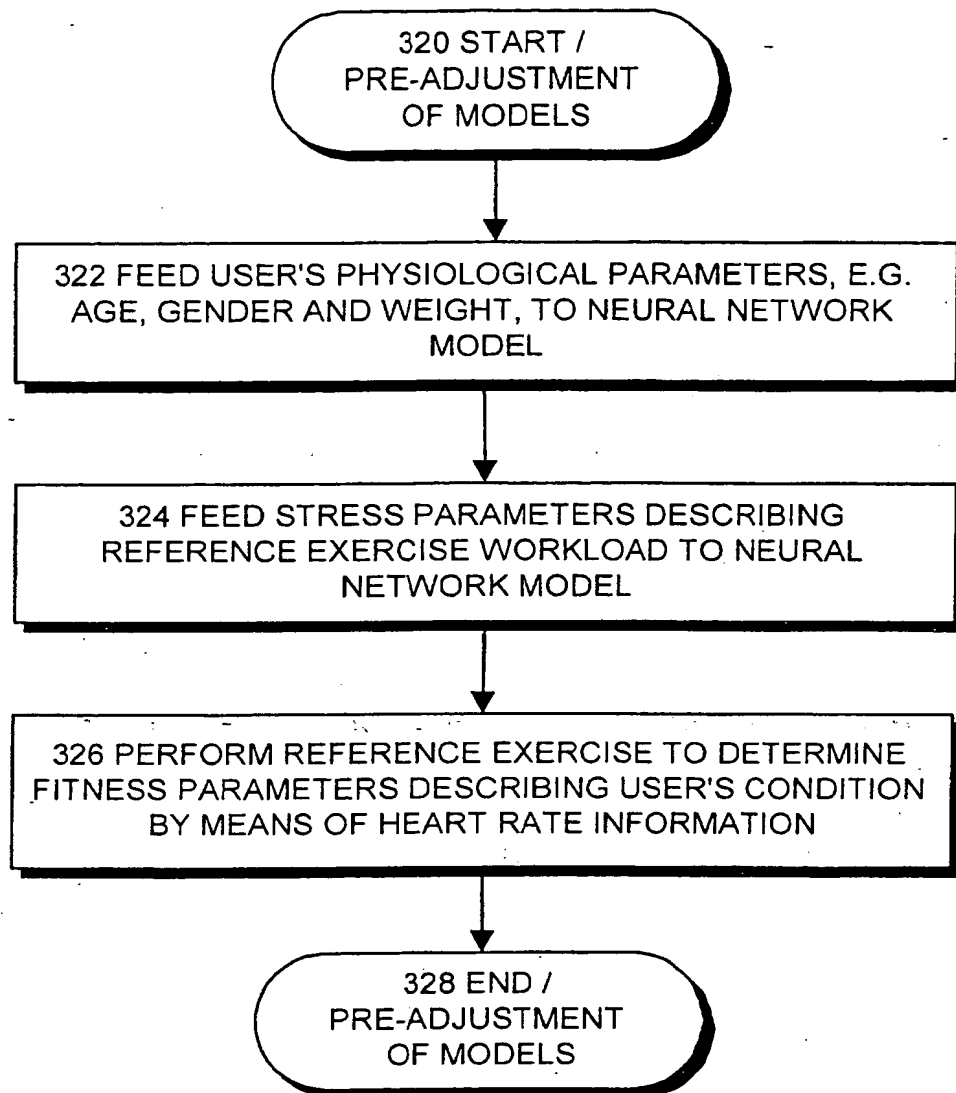 320 START /
PRE-ADJUSTMENT
OF MODELS
322 FEED USER'S PHYSIOLOGICAL PARAMETERS, E.G.
AGE, GENDER AND WEIGHT, TO NEURAL NETWORK
MODEL
324 FEED STRESS PARAMETERS DESCRIBING
REFERENCE EXERCISE WORKLOAD TO NEURAL
NETWORK MODEL
326 PERFORM REFERENCE EXERCISE TO DETERMINE
FITNESS PARAMETERS DESCRIBING USER'S CONDITION
BY MEANS OF HEART RATE INFORMATION
328 END /
PRE-ADJUSTMENT
OF MODELS